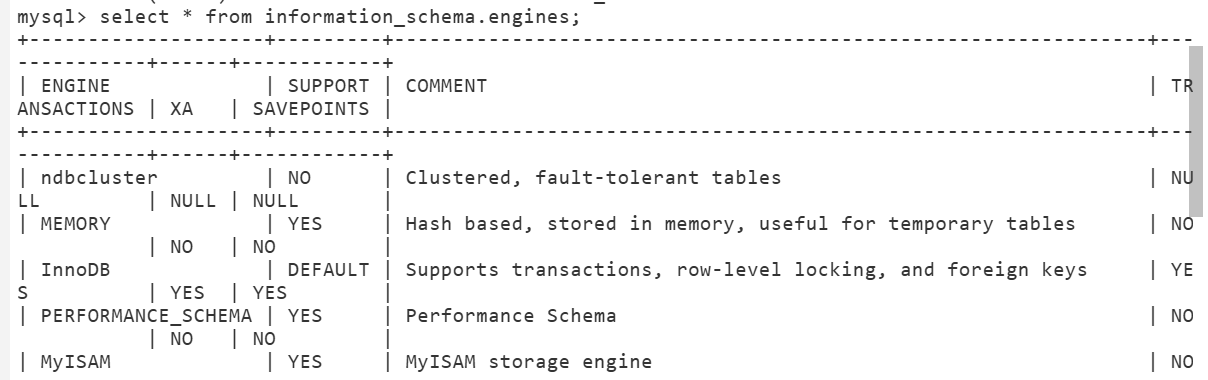 mysql> select * from information_schema.engines;
+--------------------+---------+----------------------------------------------------------------+---
-----------+------+------------+
| ENGINE             | SUPPORT | COMMENT                                                        | TR
ANSACTIONS | XA   | SAVEPOINTS |
+--------------------+---------+----------------------------------------------------------------+---
-----------+------+------------+
| ndbcluster         | NO      | Clustered, fault-tolerant tables                               | NU
LL         | NULL | NULL       |
| MEMORY             | YES     | Hash based, stored in memory, useful for temporary tables      | NO
           | NO   | NO         |
| InnoDB             | DEFAULT | Supports transactions, row-level locking, and foreign keys     | YE
S          | YES  | YES        |
| PERFORMANCE_SCHEMA | YES     | Performance Schema                                             | NO
           | NO   | NO         |
| MyISAM             | YES     | MyISAM storage engine                                          | NO